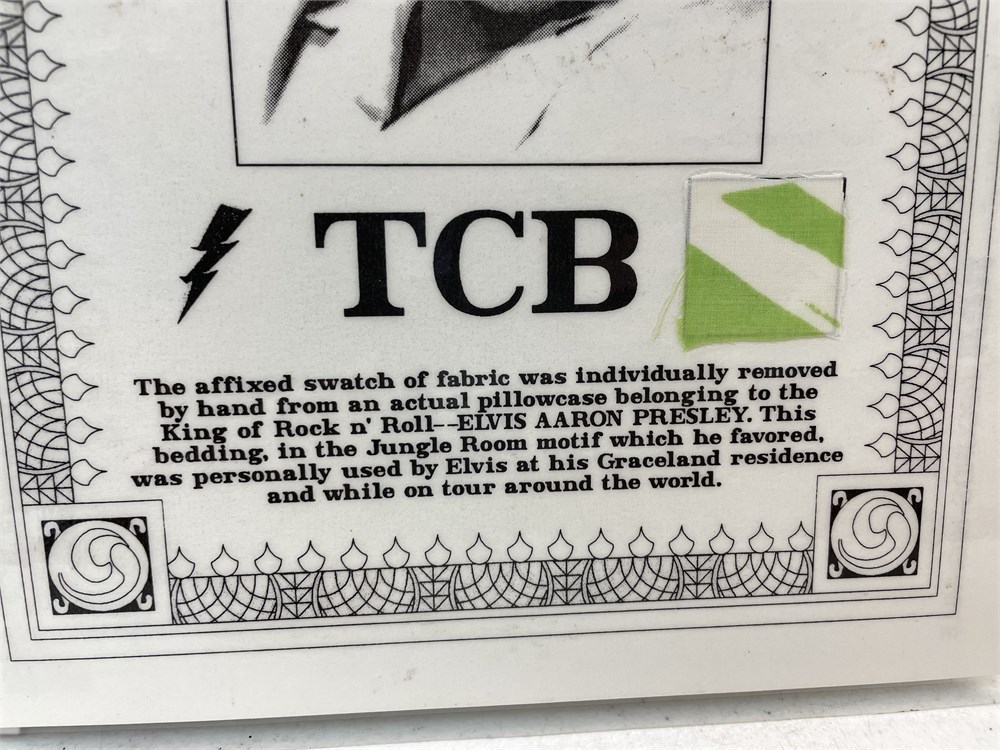 TCB
The affixed swatch of fabric was individually removed
by hand from an actual pillowcase belonging to the
King of Rock n' Roll--ELVIS AARON PRESLEY. This
bedding, in the Jungle Room motif which he favored,
was personally used by Elvis at his Graceland residence
and while on tour around the world.